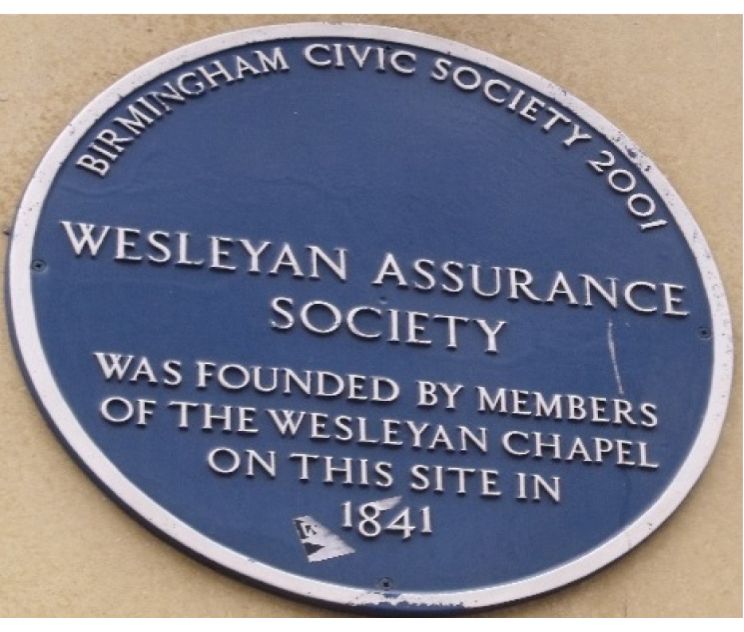 BIRMINGHAM CIVIC SOCIETY 2001
WESLEYAN ASSURANCE
SOCIETY
WAS FOUNDED BY MEMBERS
OF THE WESLEYAN CHAPEL
ON THIS SITE IN
1841